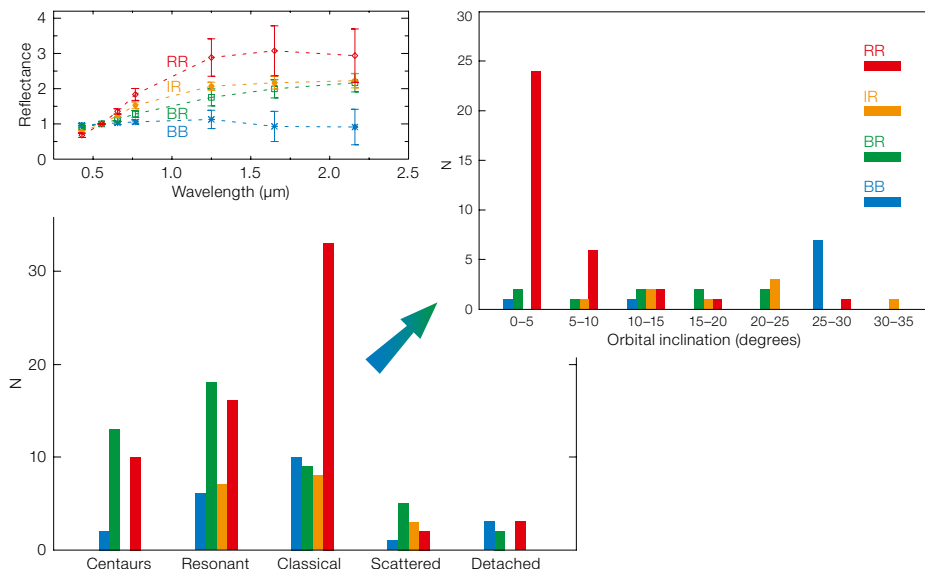 4
3
2
1
0
Reflectance
RR
IR
BR
BB
0.5 1.0 1.5 2.0 2.5
Wavelength (µm)
30
25
20
15
10
5
0
N
RR
IR
BR
BB
0–5 5–10 10–15 15–20 20–25 25–30 30–35
Orbital inclination (degrees)
30
20
10
0
N
Centaurs Resonant Classical Scattered Detached